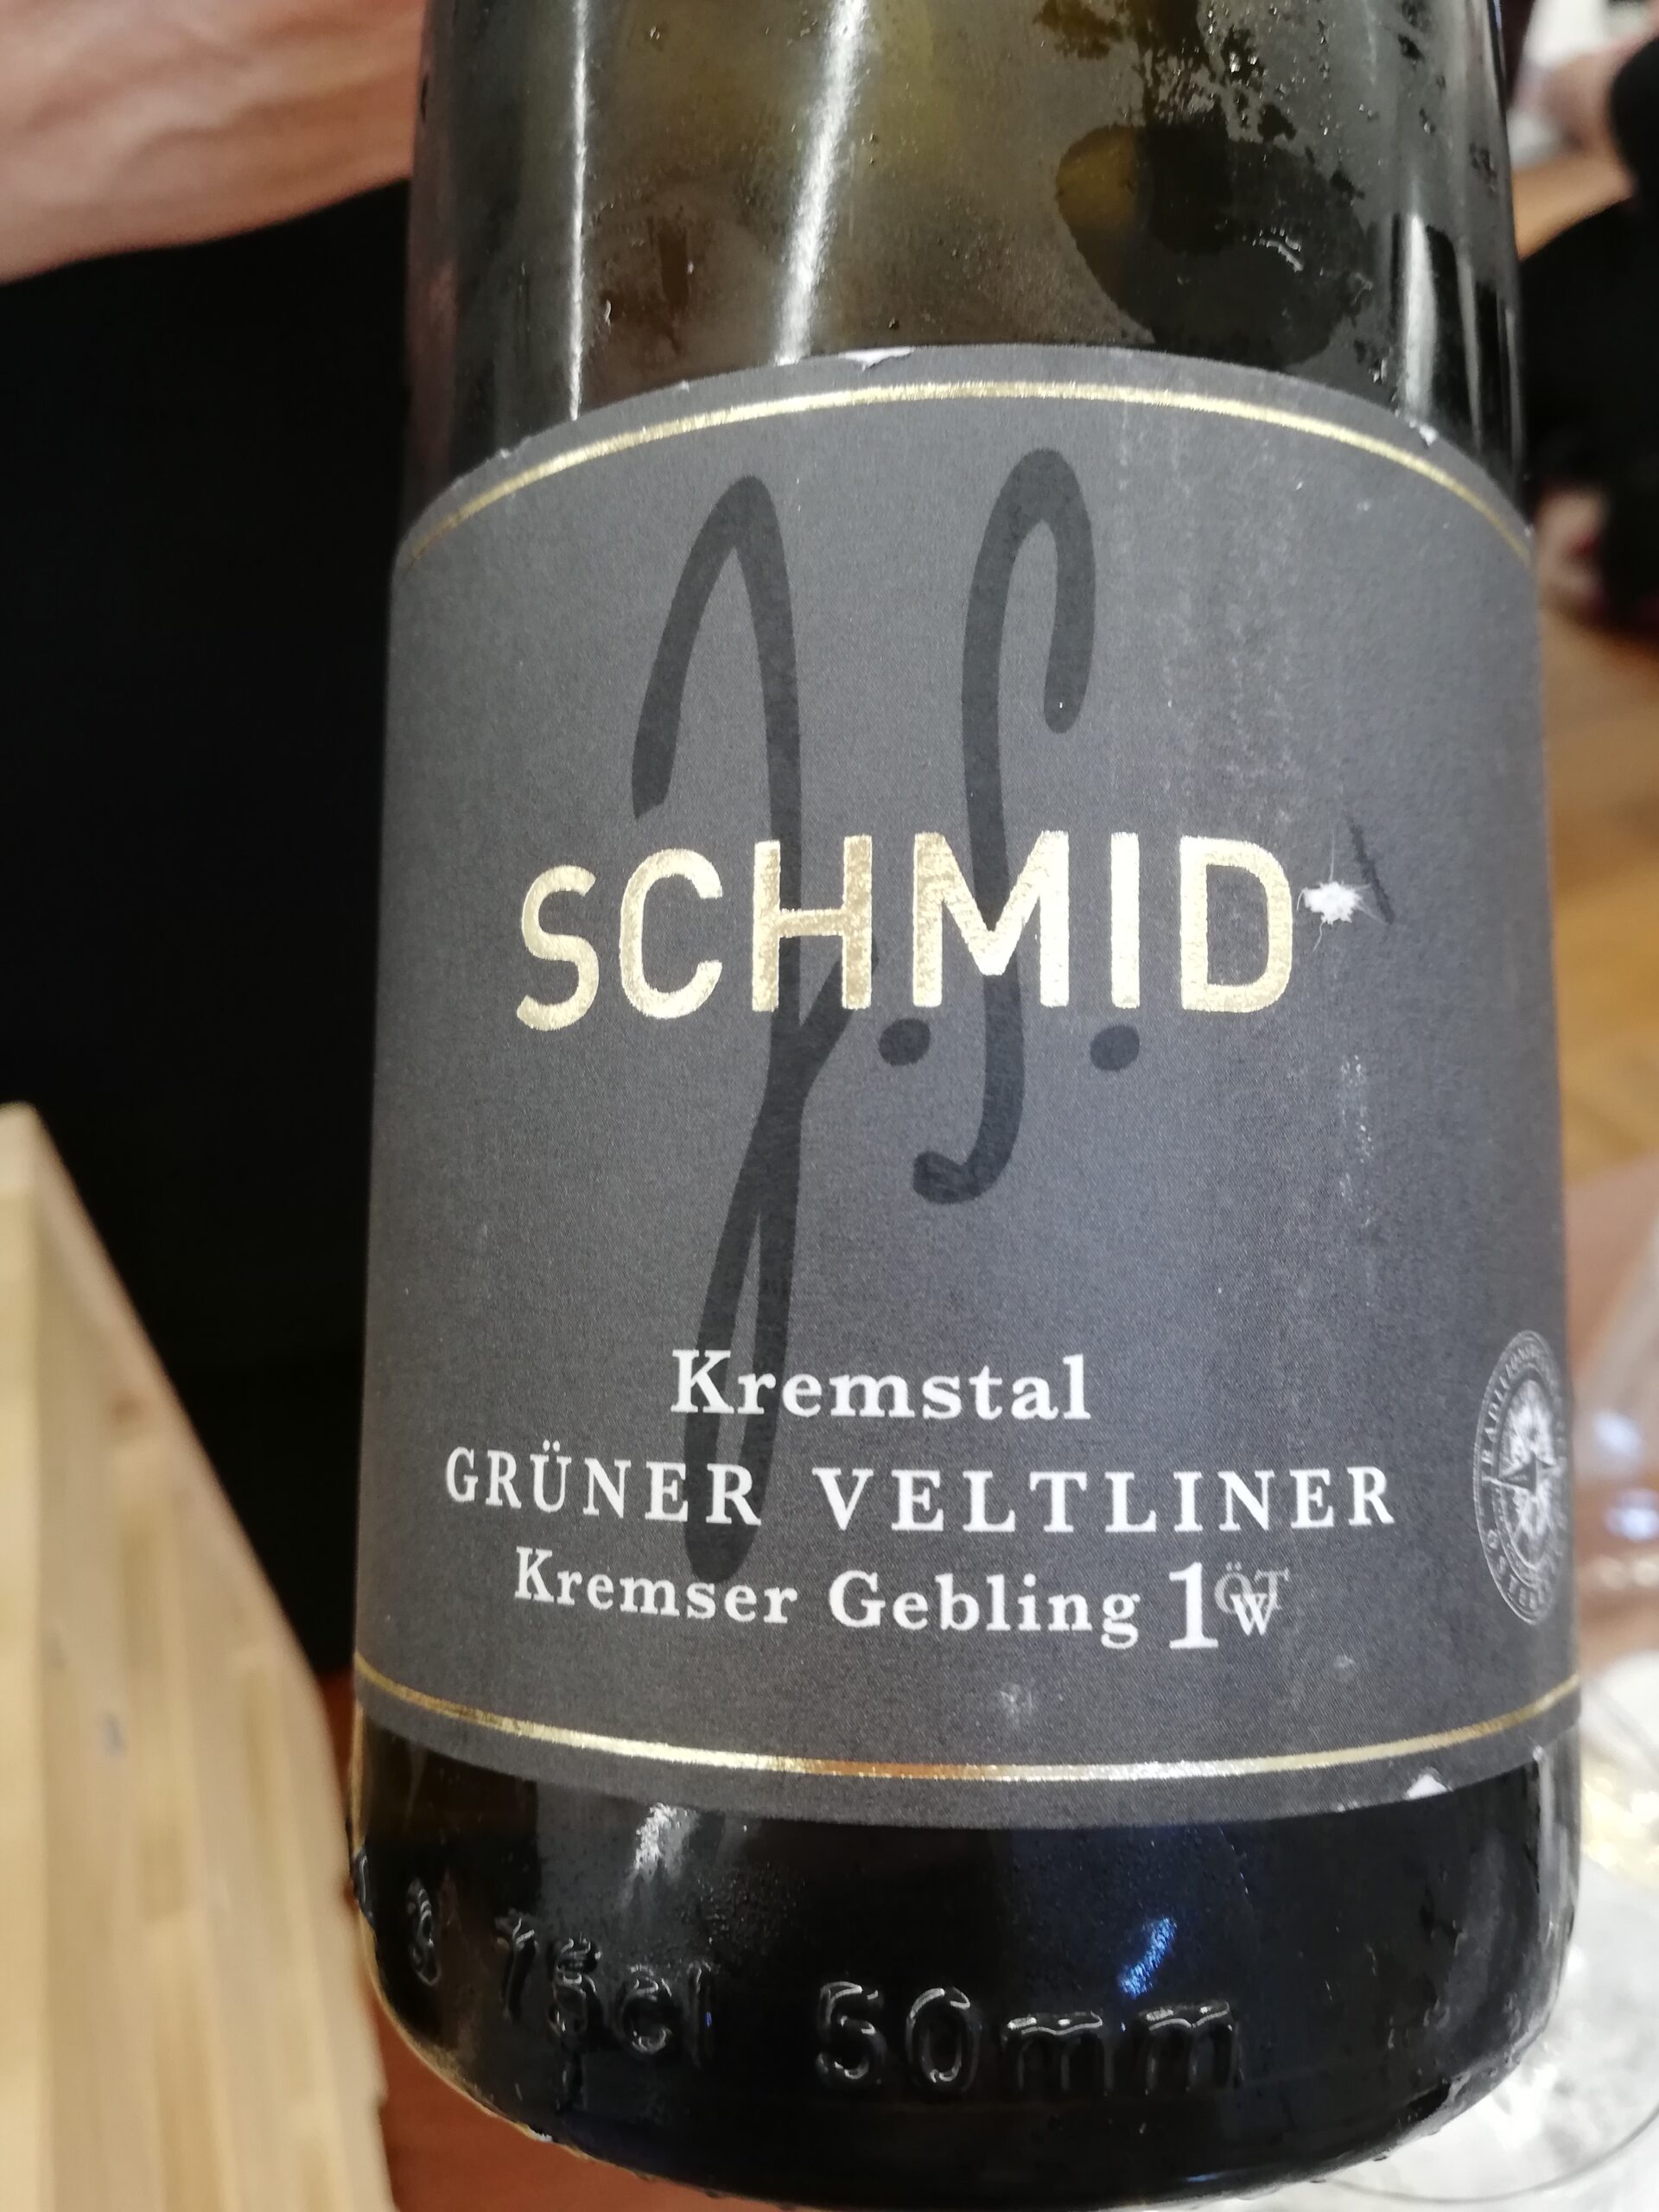 J.S.
SCHMID
Kremstal
GRÜNER VELTLINER
Kremser Gebling 1ÖTW
75cl 50mm